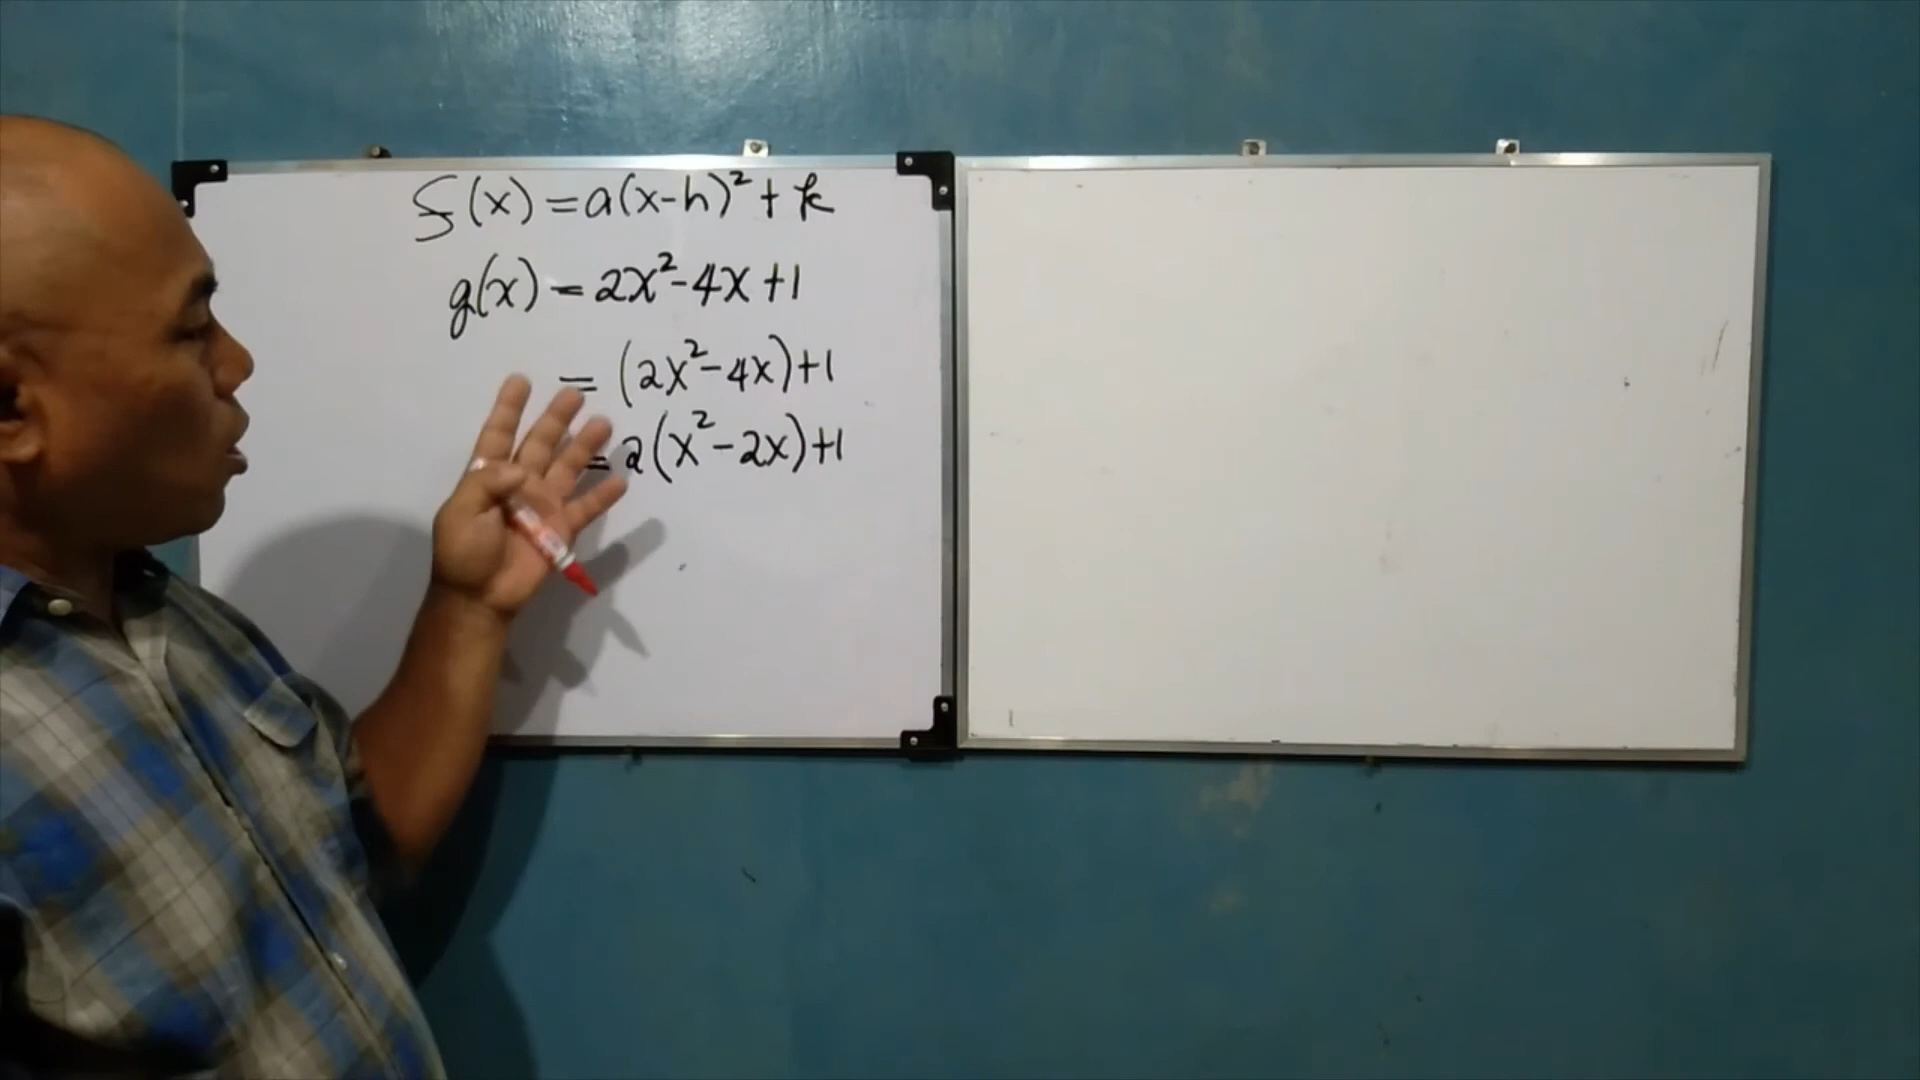 f(x) = a(x-h)² + k
g(x) = 2x² - 4x + 1
= (2x² - 4x) + 1
= 2(x² - 2x) + 1